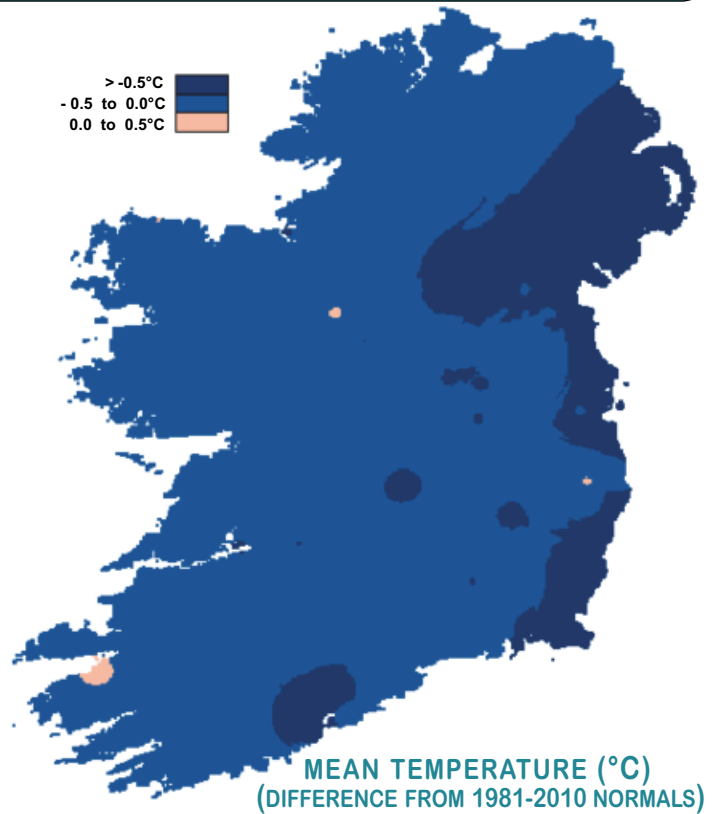 > -0.5°C
- 0.5 to 0.0°C
0.0 to 0.5°C
MEAN TEMPERATURE (°C)
(DIFFERENCE FROM 1981-2010 NORMALS)